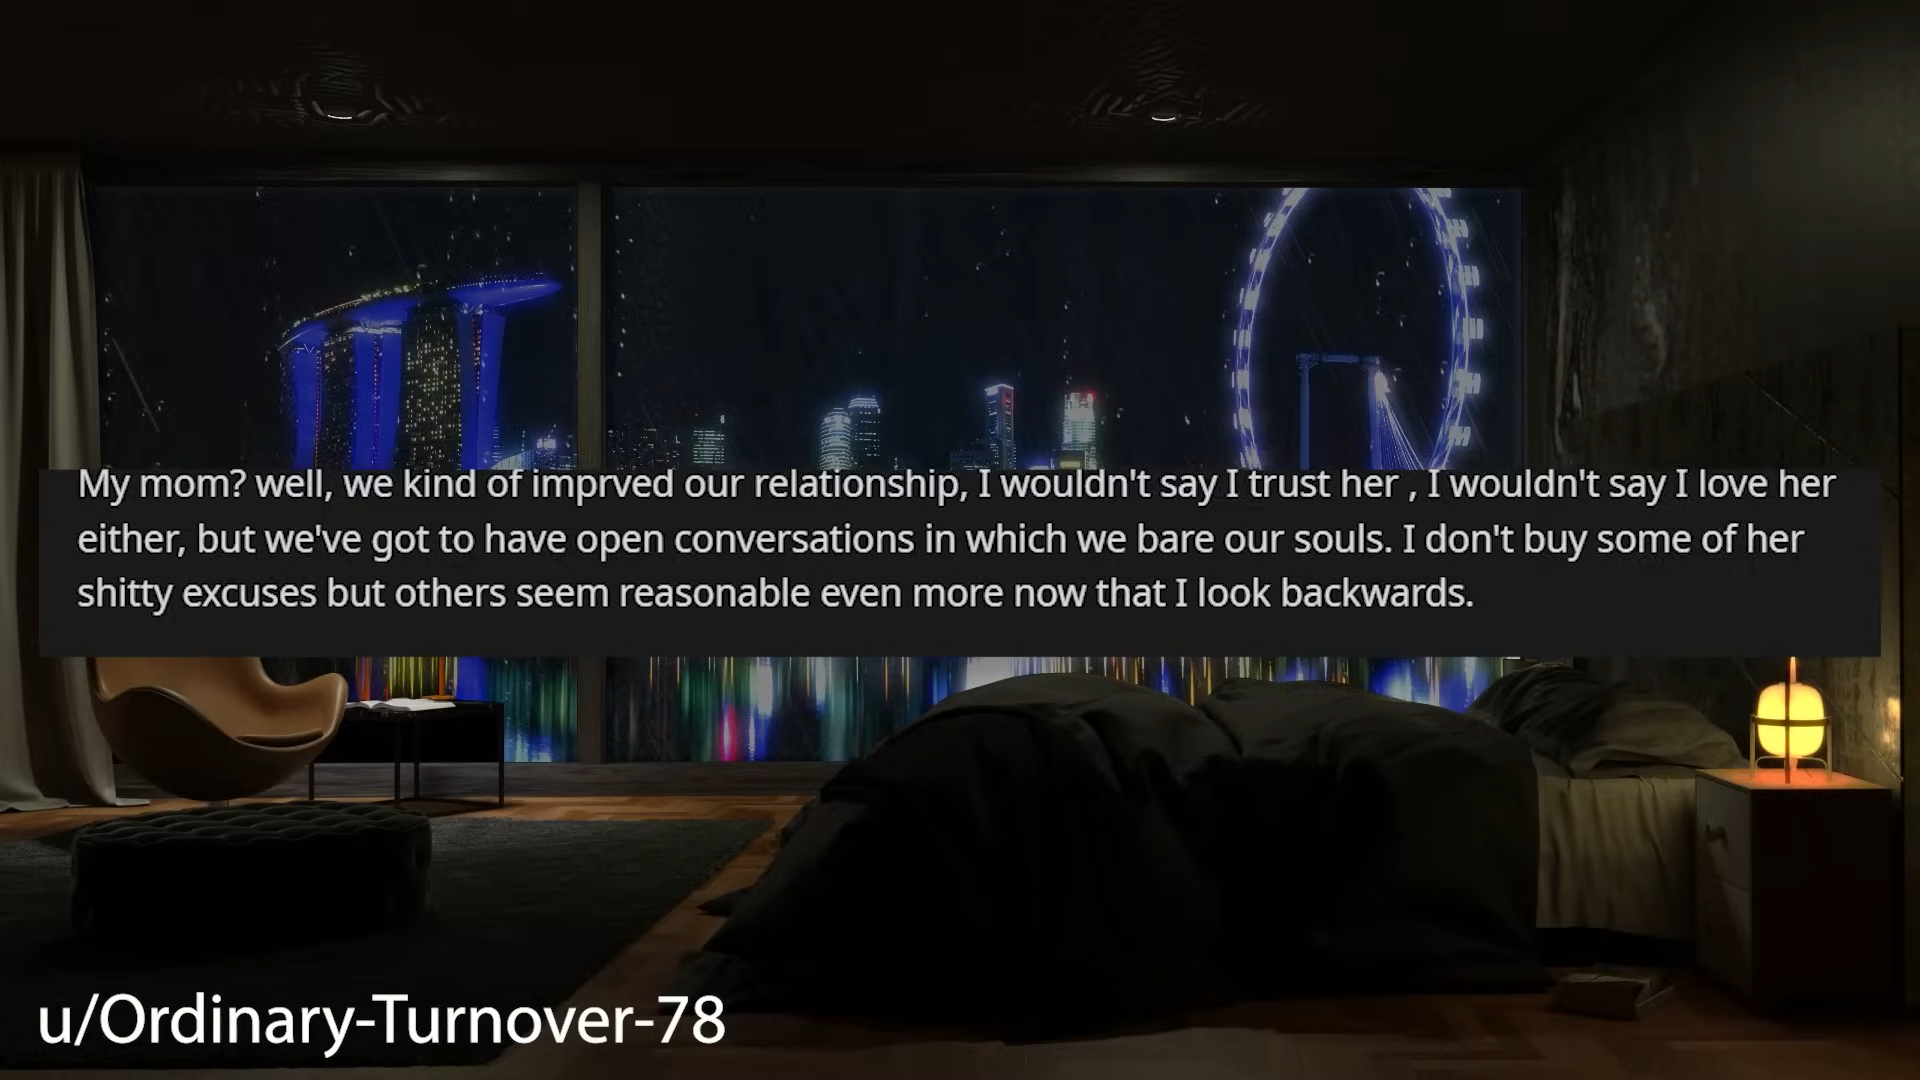 My mom? well, we kind of imprved our relationship, I wouldn't say I trust her , I wouldn't say I love her
either, but we've got to have open conversations in which we bare our souls. I don't buy some of her
shitty excuses but others seem reasonable even more now that I look backwards.
u/Ordinary-Turnover-78